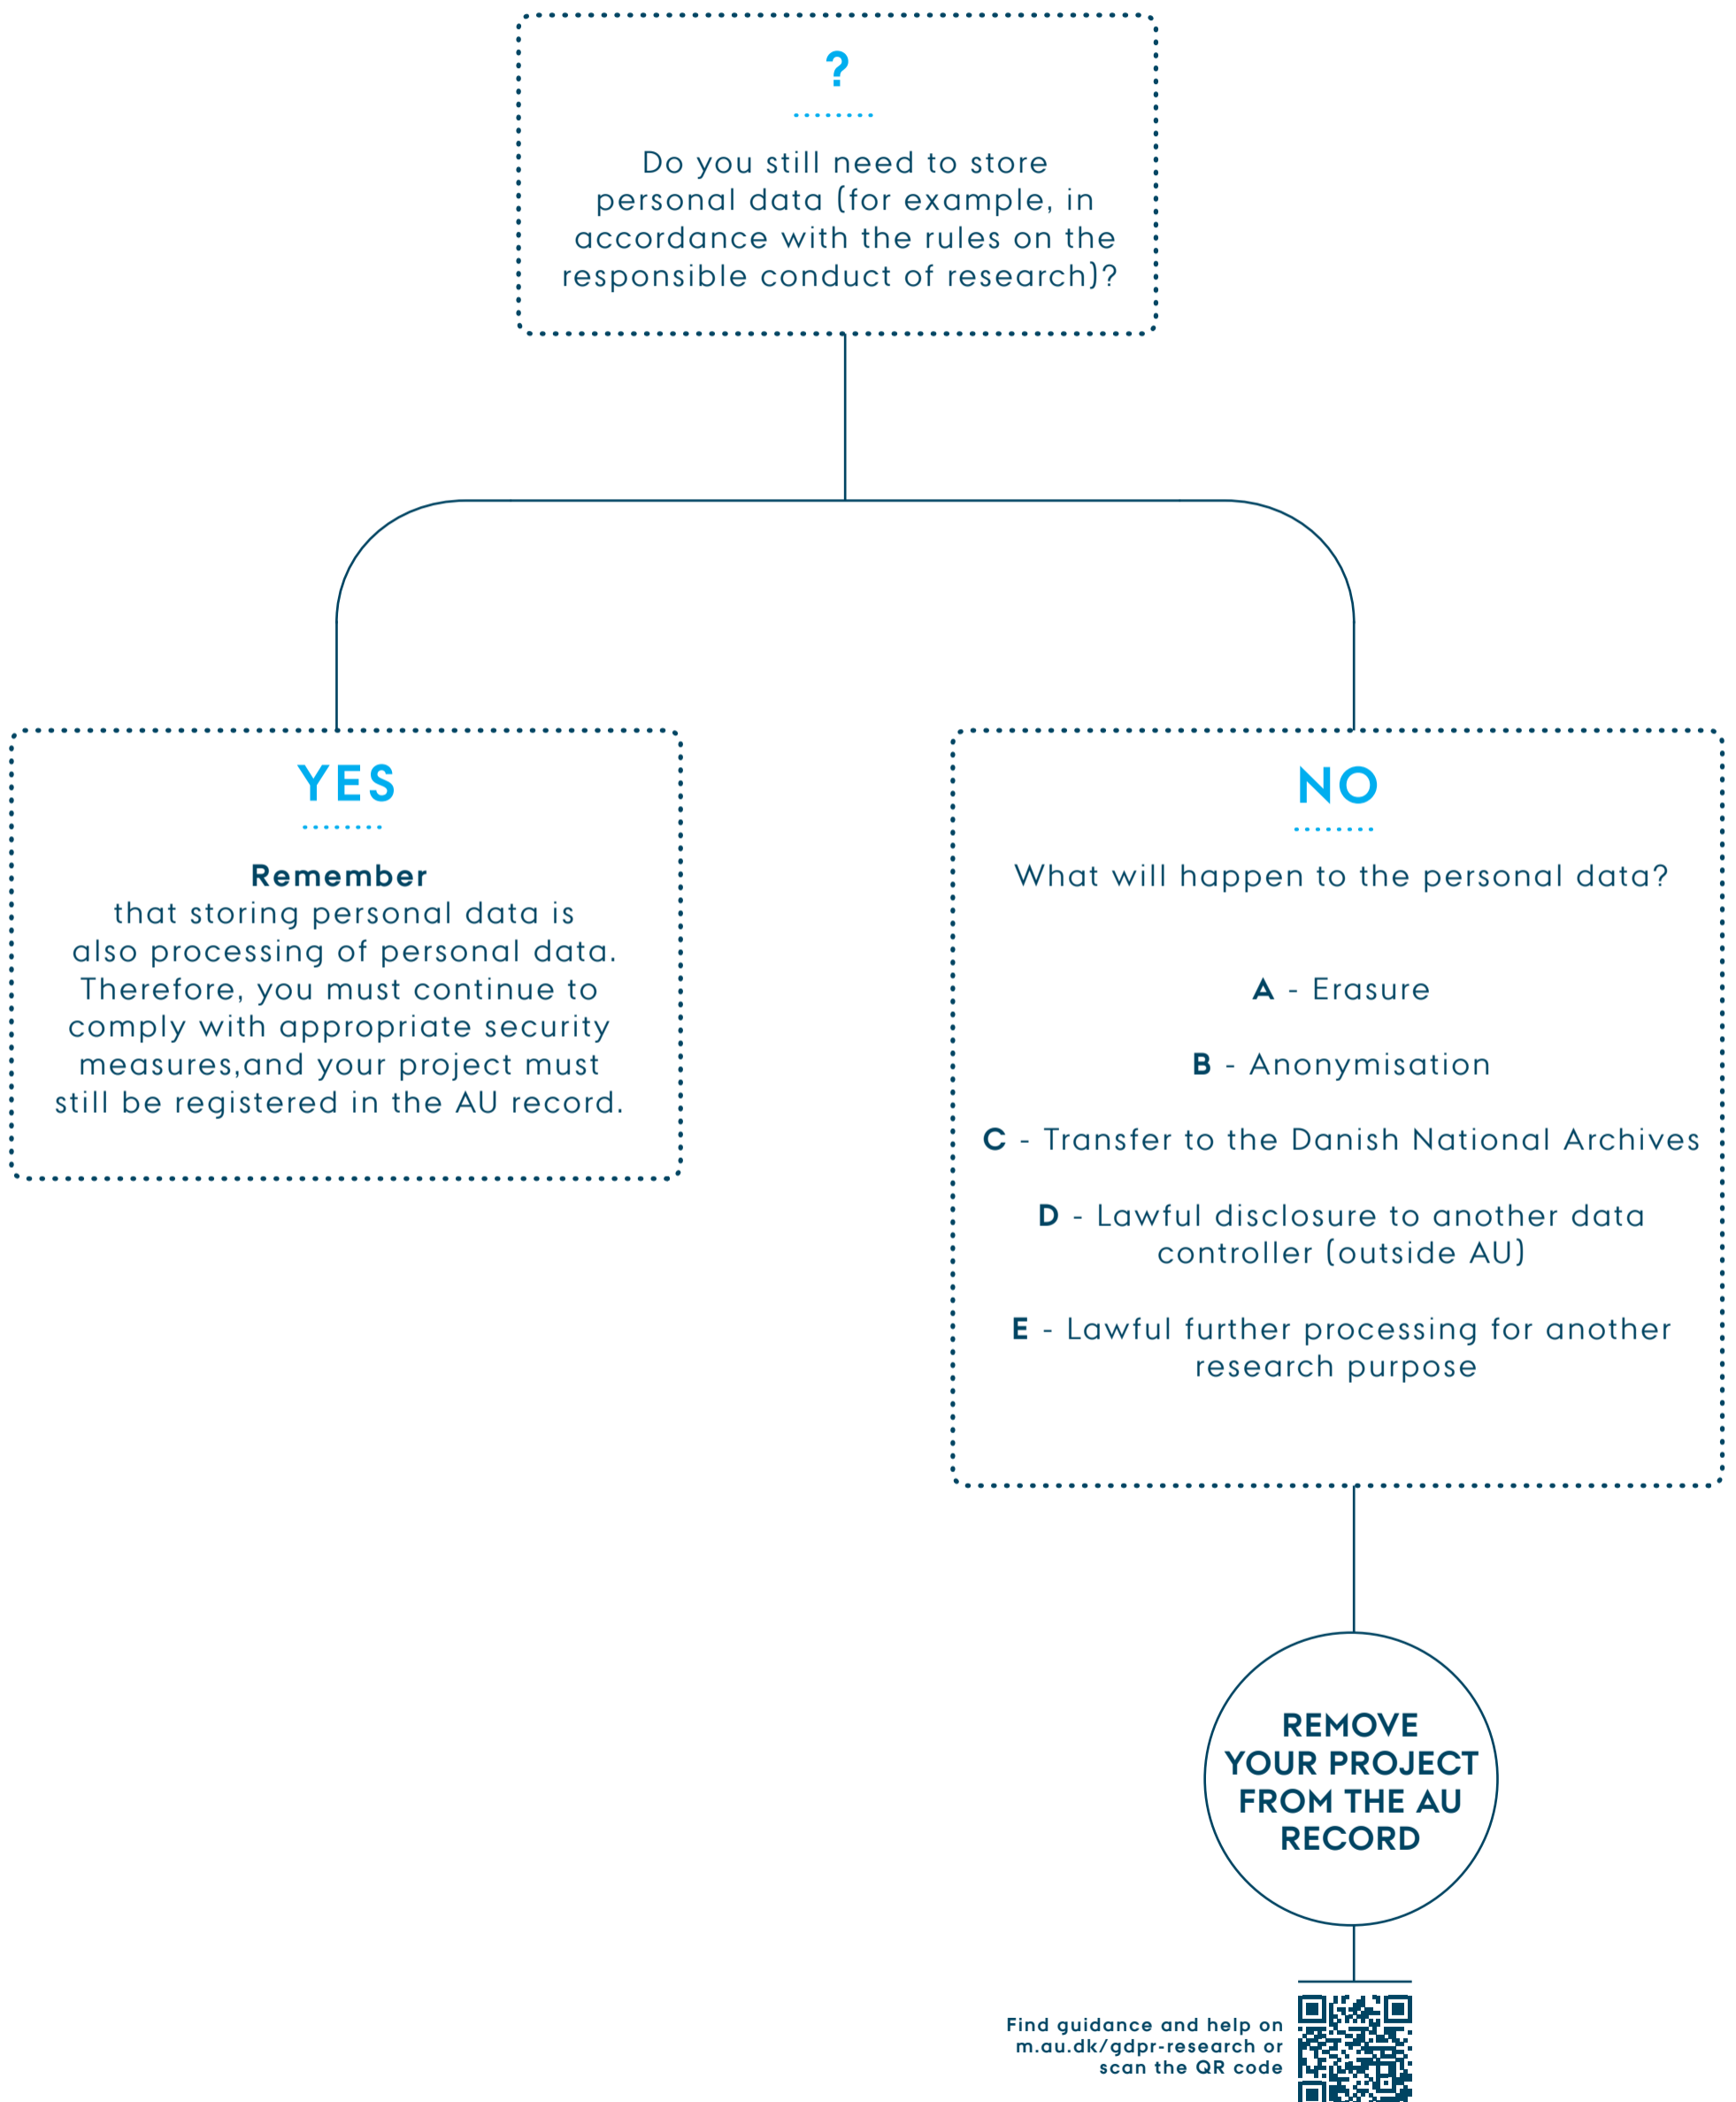 ?
Do you still need to store
personal data (for example, in
accordance with the rules on the
responsible conduct of research)?
YES
Remember
that storing personal data is
also processing of personal data.
Therefore, you must continue to
comply with appropriate security
measures,and your project must
still be registered in the AU record.
NO
What will happen to the personal data?
A - Erasure
B - Anonymisation
C - Transfer to the Danish National Archives
D - Lawful disclosure to another data
controller (outside AU)
E - Lawful further processing for another
research purpose
REMOVE
YOUR PROJECT
FROM THE AU
RECORD
Find guidance and help on
m.au.dk/gdpr-research or
scan the QR code